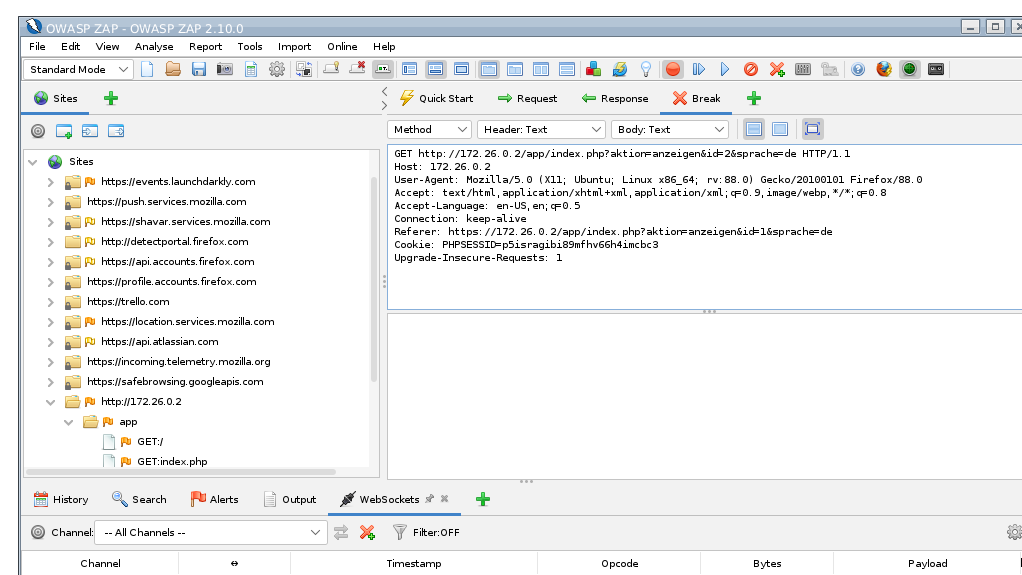 OWASP ZAP - OWASP ZAP 2.10.0
File Edit View Analyse Report Tools Import Online Help
Standard Mode
Sites
Quick Start Request Response Break
Method Header: Text Body: Text
Sites
https://events.launchdarkly.com
https://push.services.mozilla.com
https://shavar.services.mozilla.com
http://detectportal.firefox.com
https://api.accounts.firefox.com
https://profile.accounts.firefox.com
https://trello.com
https://location.services.mozilla.com
https://api.atlassian.com
https://incoming.telemetry.mozilla.org
https://safebrowsing.googleapis.com
http://172.26.0.2
app
GET:/
GET:index.php
GET http://172.26.0.2/app/index.php?aktion=anzeigen&id=2&sprache=de HTTP/1.1
Host: 172.26.0.2
User-Agent: Mozilla/5.0 (X11; Ubuntu; Linux x86_64; rv:88.0) Gecko/20100101 Firefox/88.0
Accept: text/html,application/xhtml+xml,application/xml;q=0.9,image/webp,*/*;q=0.8
Accept-Language: en-US,en;q=0.5
Connection: keep-alive
Referer: https://172.26.0.2/app/index.php?aktion=anzeigen&id=1&sprache=de
Cookie: PHPSESSID=p5isragibi89mfhv66h4imcbc3
Upgrade-Insecure-Requests: 1
History Search Alerts Output WebSockets
Channel: -- All Channels -- Filter:OFF
Channel Timestamp Opcode Bytes Payload